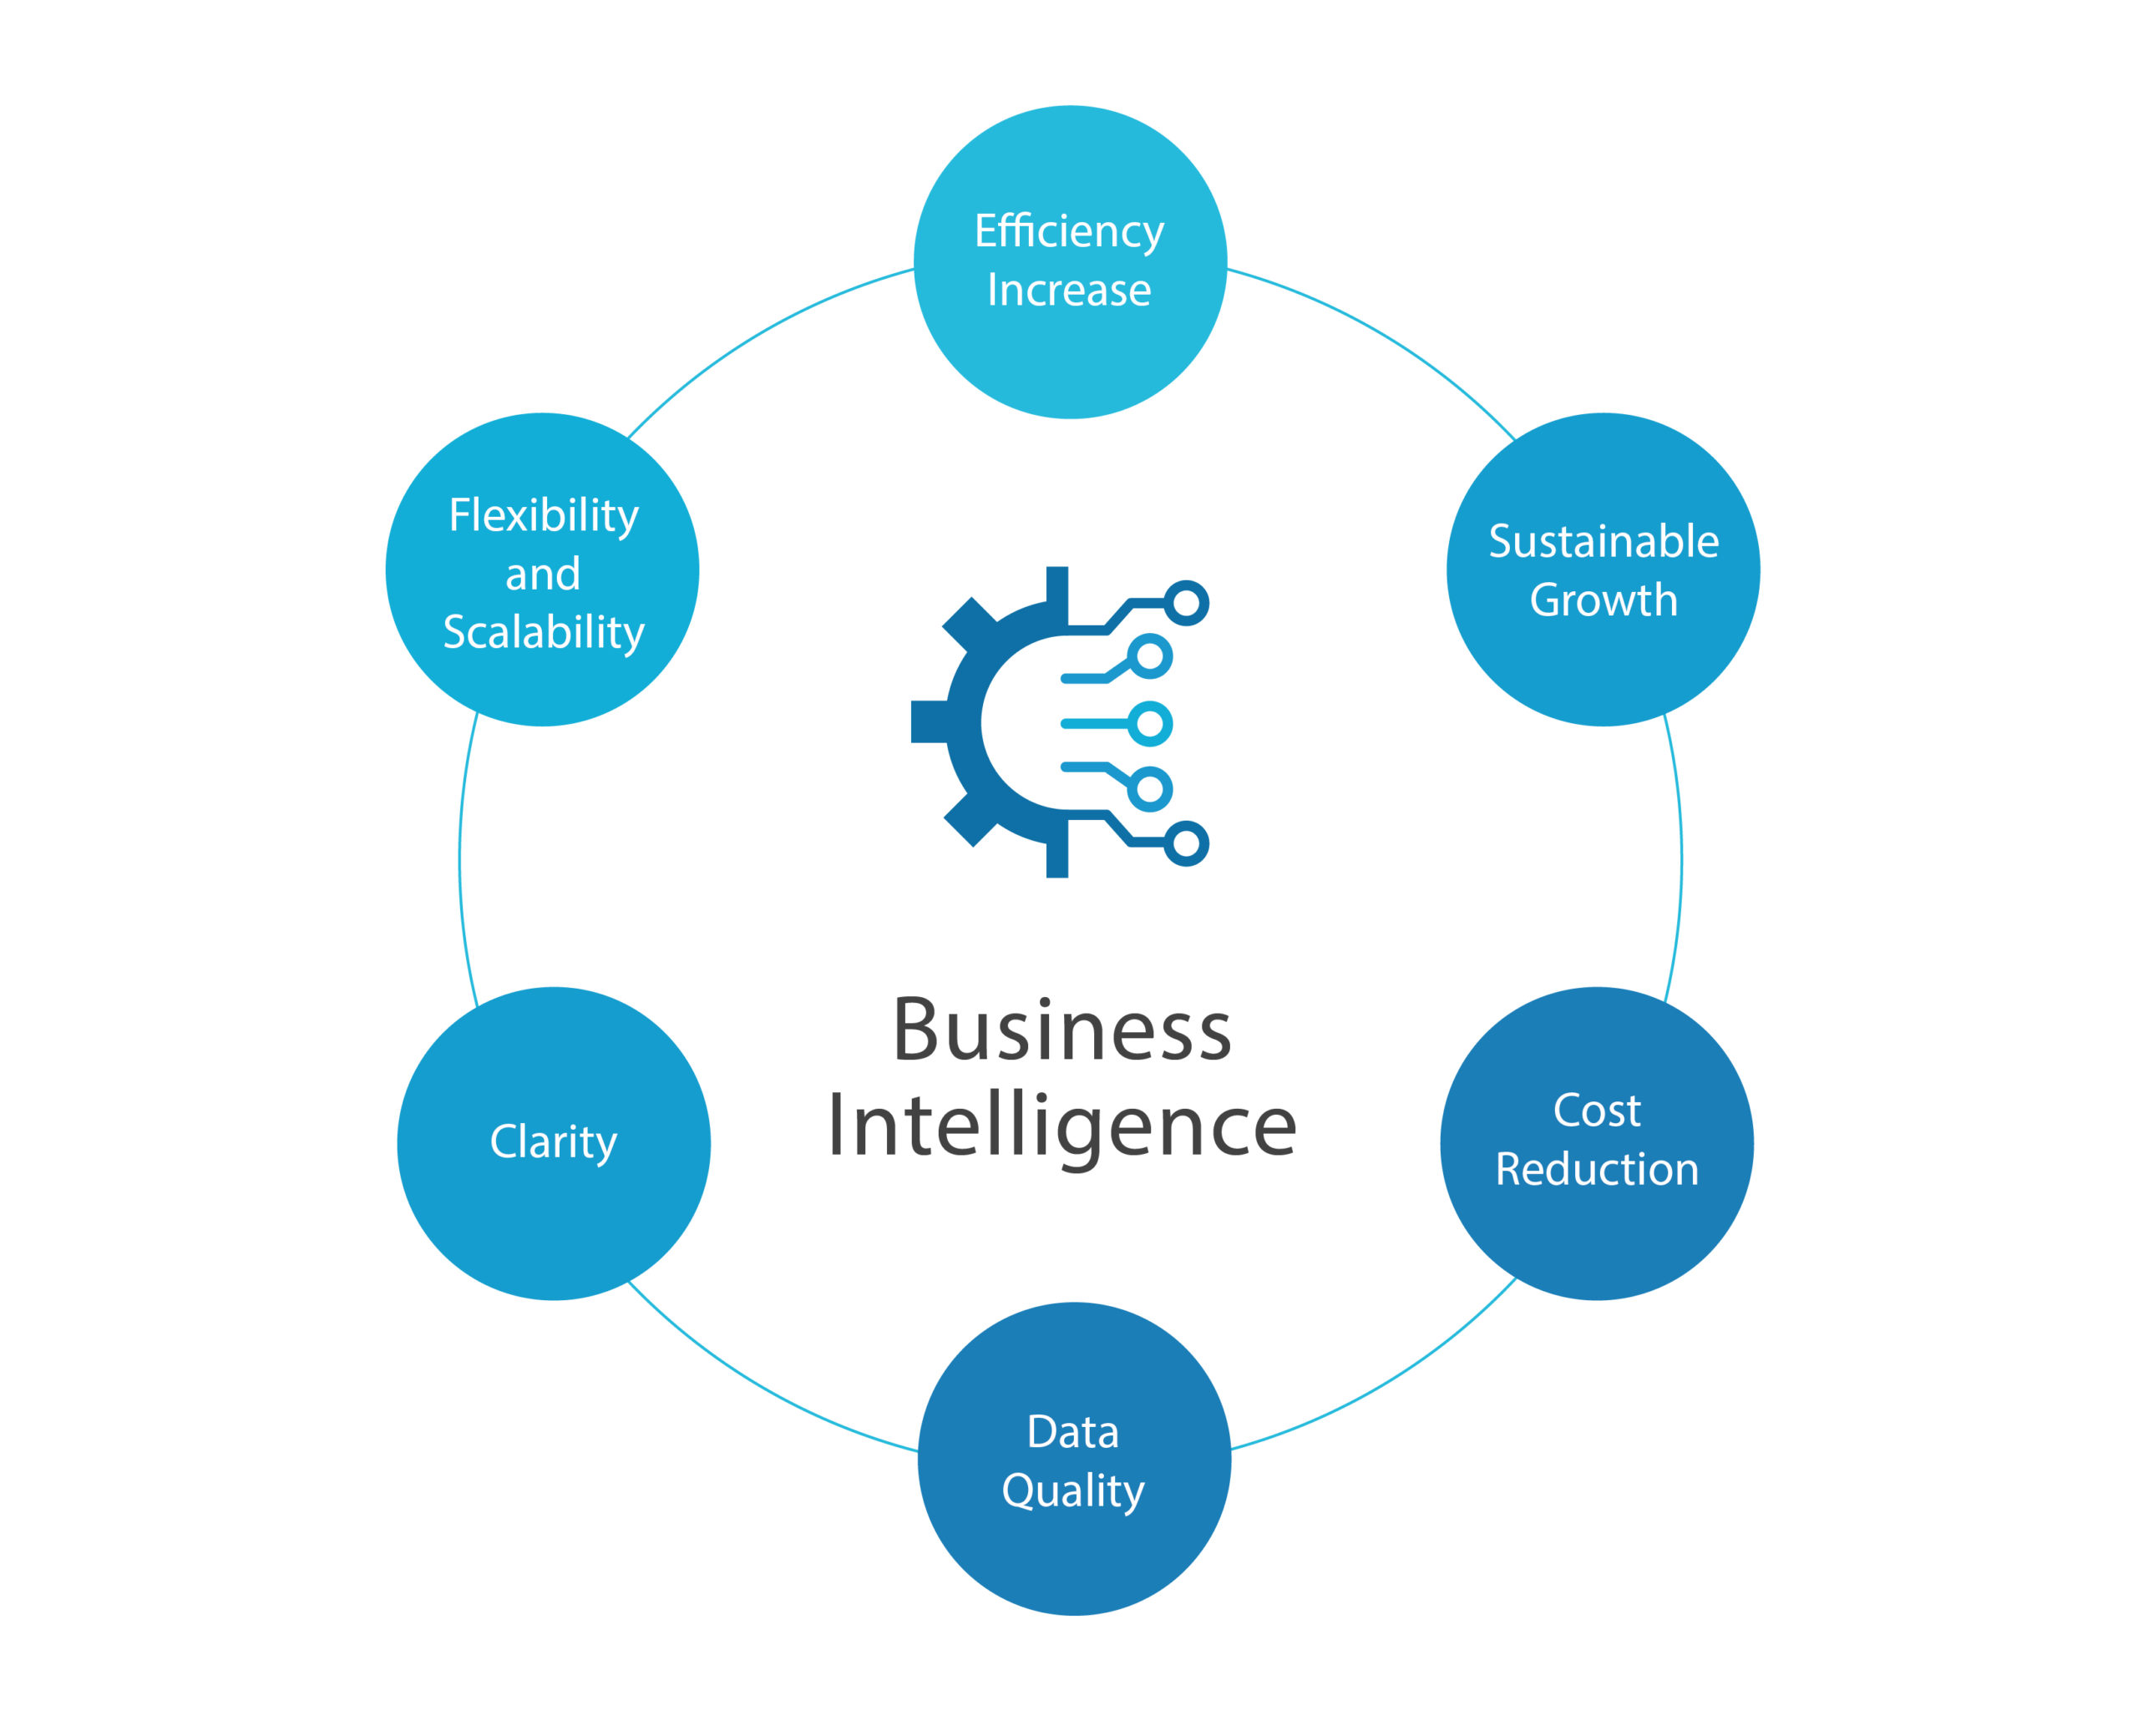 Efficiency
Increase
Flexibility
and
Scalability
Sustainable
Growth
Business
Intelligence
Clarity
Cost
Reduction
Data
Quality